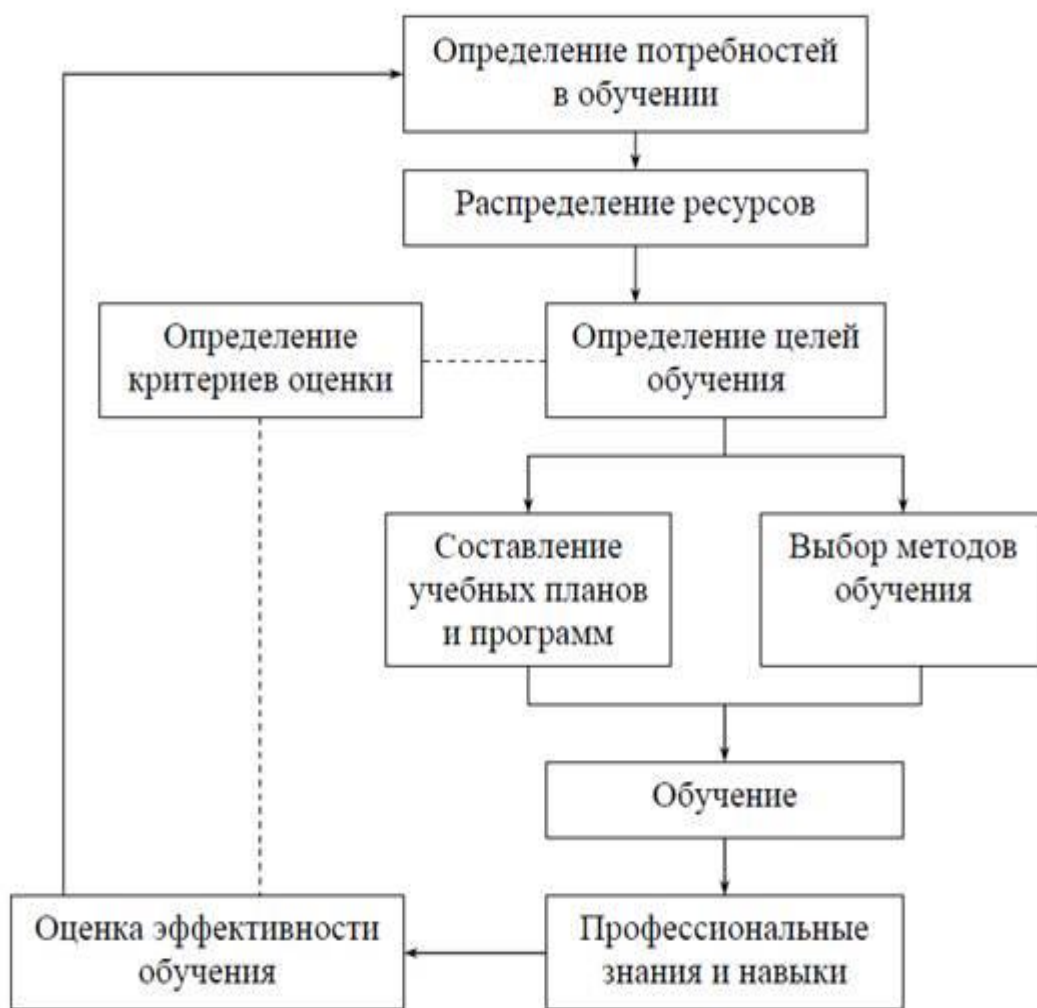 Определение потребностей
в обучении
Распределение ресурсов
Определение
критериев оценки
Определение целей
обучения
Составление
учебных планов
и программ
Выбор методов
обучения
Обучение
Оценка эффективности
обучения
Профессиональные
знания и навыки